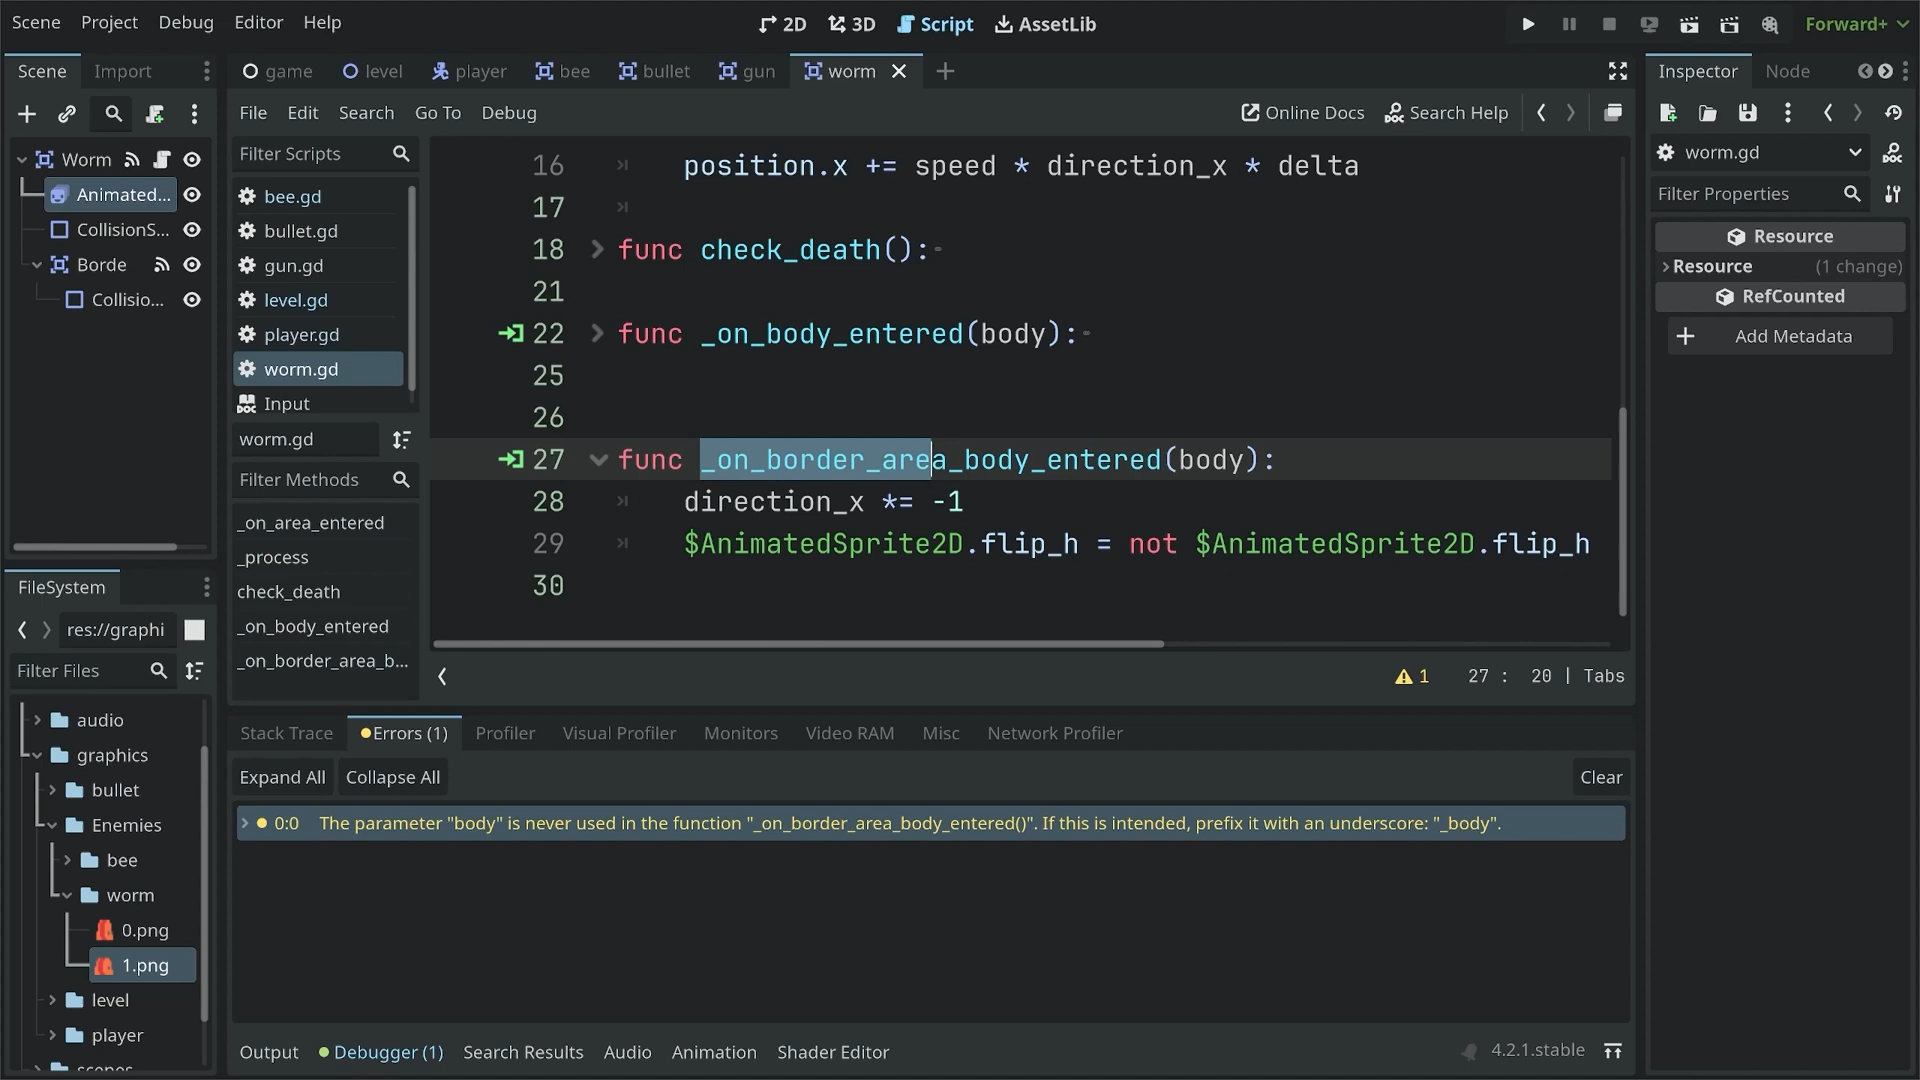 Scene Project Debug Editor Help
2D 3D Script AssetLib
Forward+
Scene Import
game level player bee bullet gun worm
Inspector Node
File Edit Search Go To Debug
Online Docs Search Help
Worm
Animated...
CollisionS...
Borde
Collisio...
Filter Scripts
bee.gd
bullet.gd
gun.gd
level.gd
player.gd
worm.gd
Input
worm.gd
Filter Methods
_on_area_entered
_process
check_death
_on_body_entered
_on_border_area_b...
16 position.x += speed * direction_x * delta
17
18 func check_death():
21
22 func _on_body_entered(body):
25
26
27 func _on_border_area_body_entered(body):
28 direction_x *= -1
29 $AnimatedSprite2D.flip_h = not $AnimatedSprite2D.flip_h
30
1 27 : 20 | Tabs
worm.gd
Filter Properties
Resource
Resource (1 change)
RefCounted
Add Metadata
FileSystem
res://graphi
Filter Files
audio
graphics
bullet
Enemies
bee
worm
0.png
1.png
level
player
scenes
Stack Trace Errors (1) Profiler Visual Profiler Monitors Video RAM Misc Network Profiler
Expand All Collapse All Clear
0:0 The parameter "body" is never used in the function "_on_border_area_body_entered()". If this is intended, prefix it with an underscore: "_body".
Output Debugger (1) Search Results Audio Animation Shader Editor
4.2.1.stable